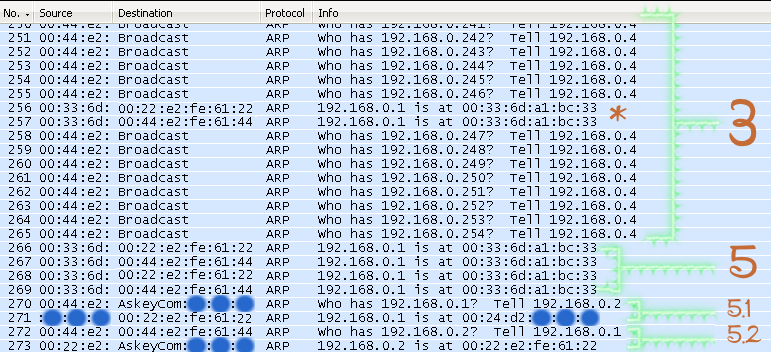 No. Source Destination Protocol Info
250 00:44:e2: Broadcast ARP Who has 192.168.0.241? Tell 192.168.0.4
251 00:44:e2: Broadcast ARP Who has 192.168.0.242? Tell 192.168.0.4
252 00:44:e2: Broadcast ARP Who has 192.168.0.243? Tell 192.168.0.4
253 00:44:e2: Broadcast ARP Who has 192.168.0.244? Tell 192.168.0.4
254 00:44:e2: Broadcast ARP Who has 192.168.0.245? Tell 192.168.0.4
255 00:44:e2: Broadcast ARP Who has 192.168.0.246? Tell 192.168.0.4
256 00:33:6d: 00:22:e2:fe:61:22 ARP 192.168.0.1 is at 00:33:6d:a1:bc:33
257 00:33:6d: 00:44:e2:fe:61:44 ARP 192.168.0.1 is at 00:33:6d:a1:bc:33 * 3
258 00:44:e2: Broadcast ARP Who has 192.168.0.247? Tell 192.168.0.4
259 00:44:e2: Broadcast ARP Who has 192.168.0.248? Tell 192.168.0.4
260 00:44:e2: Broadcast ARP Who has 192.168.0.249? Tell 192.168.0.4
261 00:44:e2: Broadcast ARP Who has 192.168.0.250? Tell 192.168.0.4
262 00:44:e2: Broadcast ARP Who has 192.168.0.251? Tell 192.168.0.4
263 00:44:e2: Broadcast ARP Who has 192.168.0.252? Tell 192.168.0.4
264 00:44:e2: Broadcast ARP Who has 192.168.0.253? Tell 192.168.0.4
265 00:44:e2: Broadcast ARP Who has 192.168.0.254? Tell 192.168.0.4
266 00:33:6d: 00:22:e2:fe:61:22 ARP 192.168.0.1 is at 00:33:6d:a1:bc:33
267 00:33:6d: 00:44:e2:fe:61:44 ARP 192.168.0.1 is at 00:33:6d:a1:bc:33 5
268 00:33:6d: 00:22:e2:fe:61:22 ARP 192.168.0.1 is at 00:33:6d:a1:bc:33
269 00:33:6d: 00:44:e2:fe:61:44 ARP 192.168.0.1 is at 00:33:6d:a1:bc:33
270 00:44:e2: AskeyCom: : : ARP Who has 192.168.0.1? Tell 192.168.0.2 5.1
271 : : : 00:22:e2:fe:61:22 ARP 192.168.0.1 is at 00:24:d2: : :
272 00:44:e2: 00:44:e2:fe:61:44 ARP Who has 192.168.0.2? Tell 192.168.0.1 5.2
273 00:22:e2: AskeyCom: : : ARP 192.168.0.2 is at 00:22:e2:fe:61:22